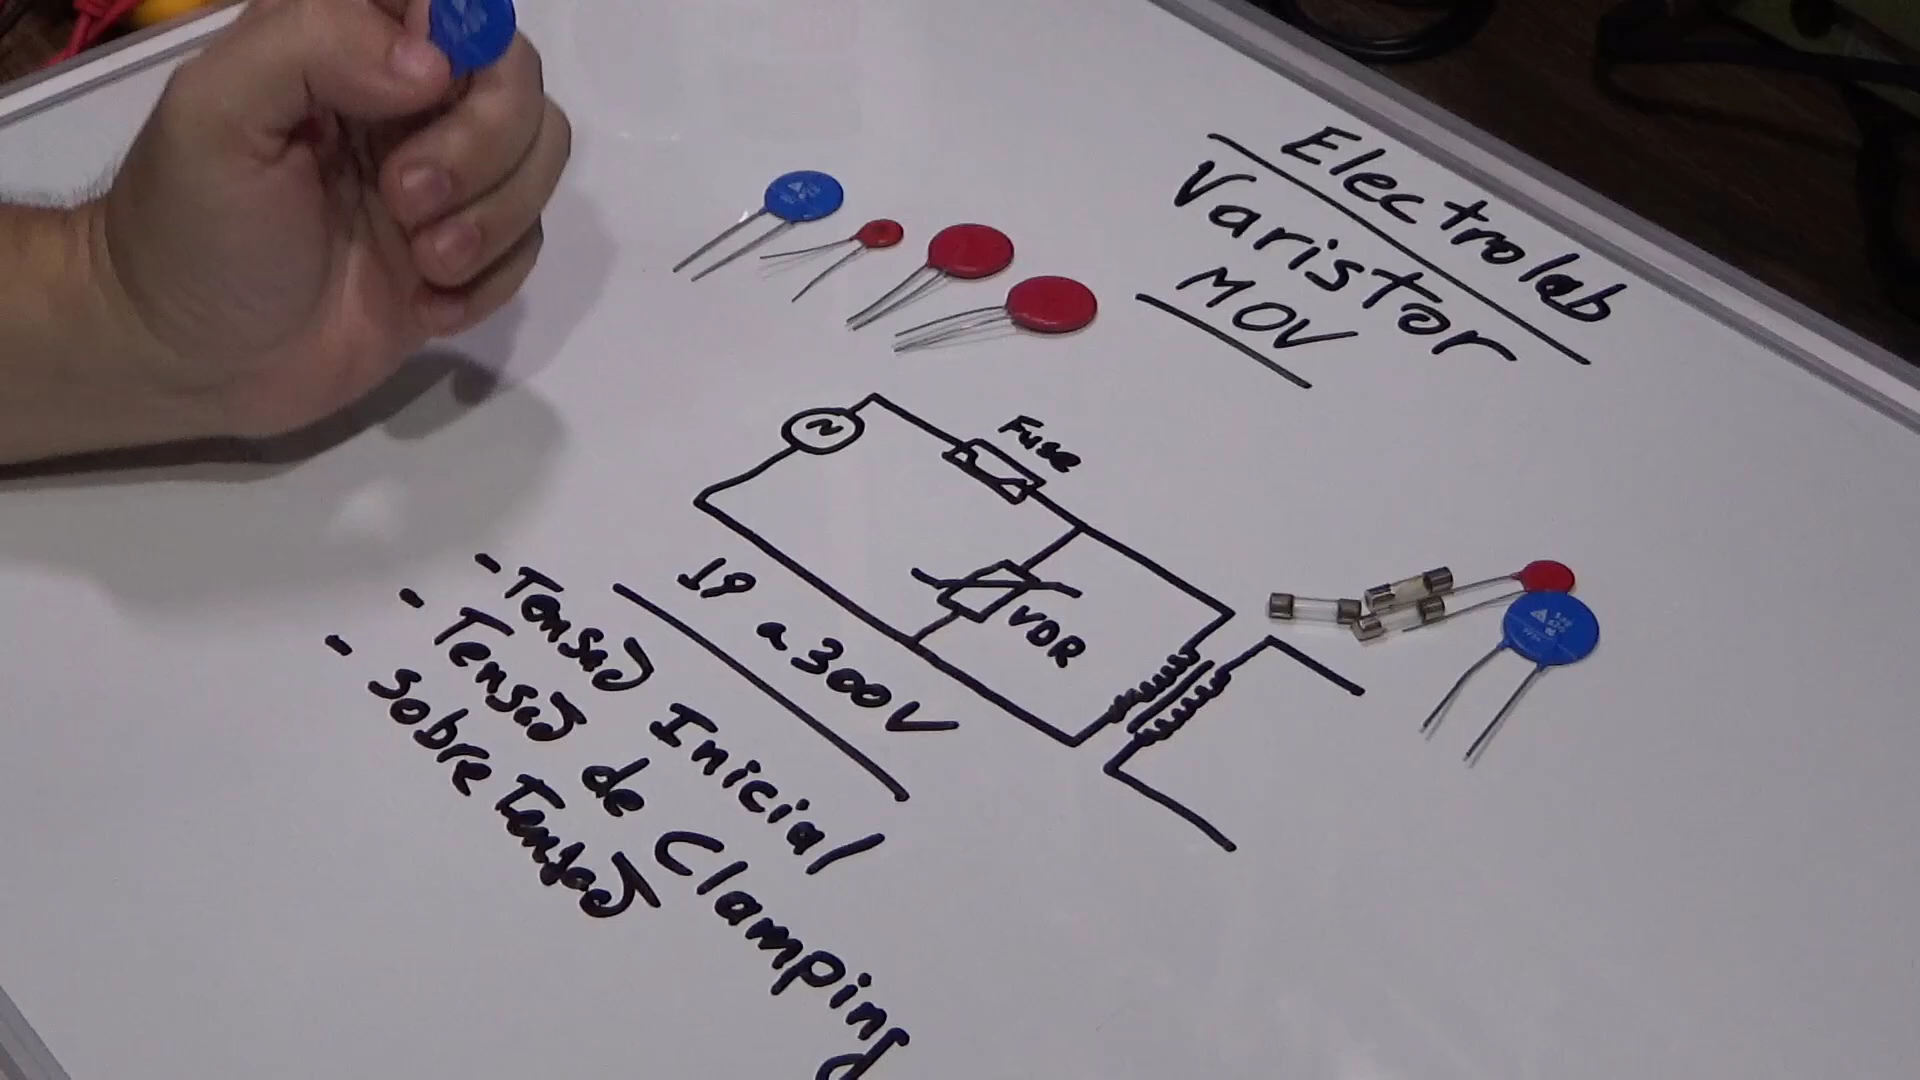 Electrolab
Varistor
MOV
Fuse
VDR
19 a 300V
- Tensão Inicial
- Tensão de Clamping
- Sobre Tensão